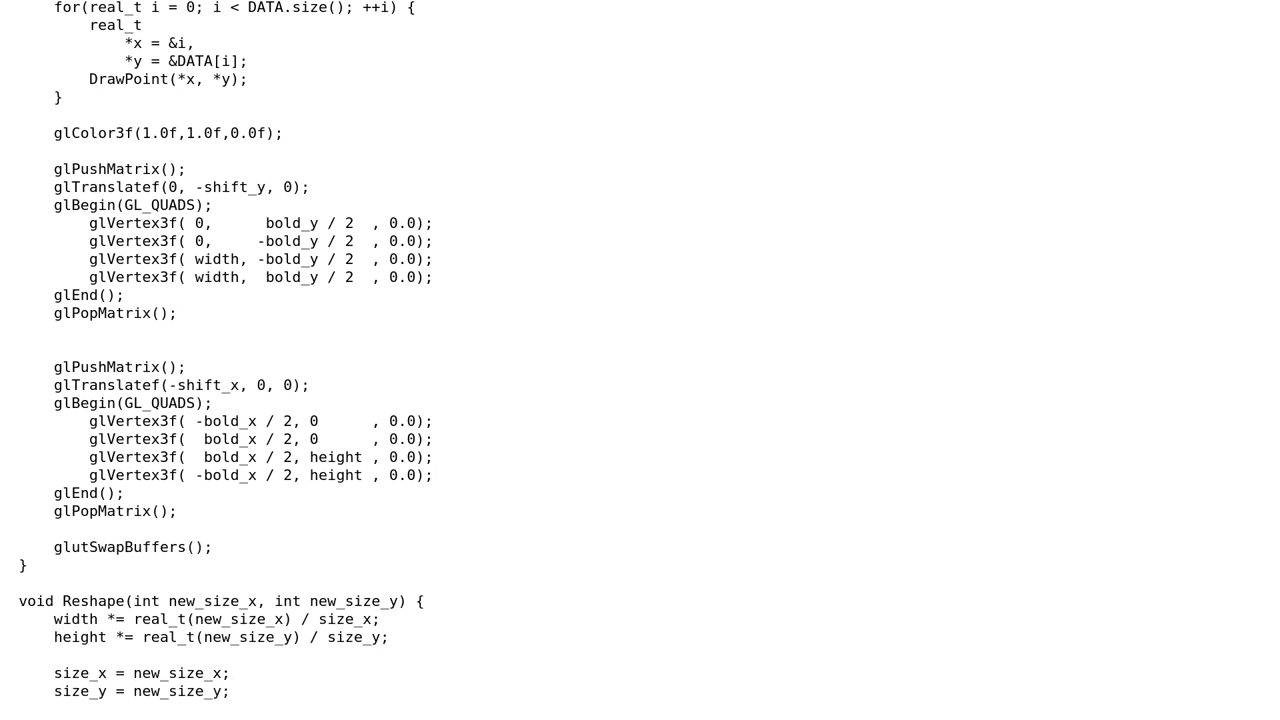 for(real_t i = 0; i < DATA.size(); ++i) {
        real_t
            *x = &i,
            *y = &DATA[i];
        DrawPoint(*x, *y);
    }

    glColor3f(1.0f,1.0f,0.0f);

    glPushMatrix();
    glTranslatef(0, -shift_y, 0);
    glBegin(GL_QUADS);
        glVertex3f( 0,      bold_y / 2  , 0.0);
        glVertex3f( 0,     -bold_y / 2  , 0.0);
        glVertex3f( width, -bold_y / 2  , 0.0);
        glVertex3f( width,  bold_y / 2  , 0.0);
    glEnd();
    glPopMatrix();


    glPushMatrix();
    glTranslatef(-shift_x, 0, 0);
    glBegin(GL_QUADS);
        glVertex3f( -bold_x / 2, 0      , 0.0);
        glVertex3f(  bold_x / 2, 0      , 0.0);
        glVertex3f(  bold_x / 2, height , 0.0);
        glVertex3f( -bold_x / 2, height , 0.0);
    glEnd();
    glPopMatrix();

    glutSwapBuffers();
}

void Reshape(int new_size_x, int new_size_y) {
    width *= real_t(new_size_x) / size_x;
    height *= real_t(new_size_y) / size_y;

    size_x = new_size_x;
    size_y = new_size_y;